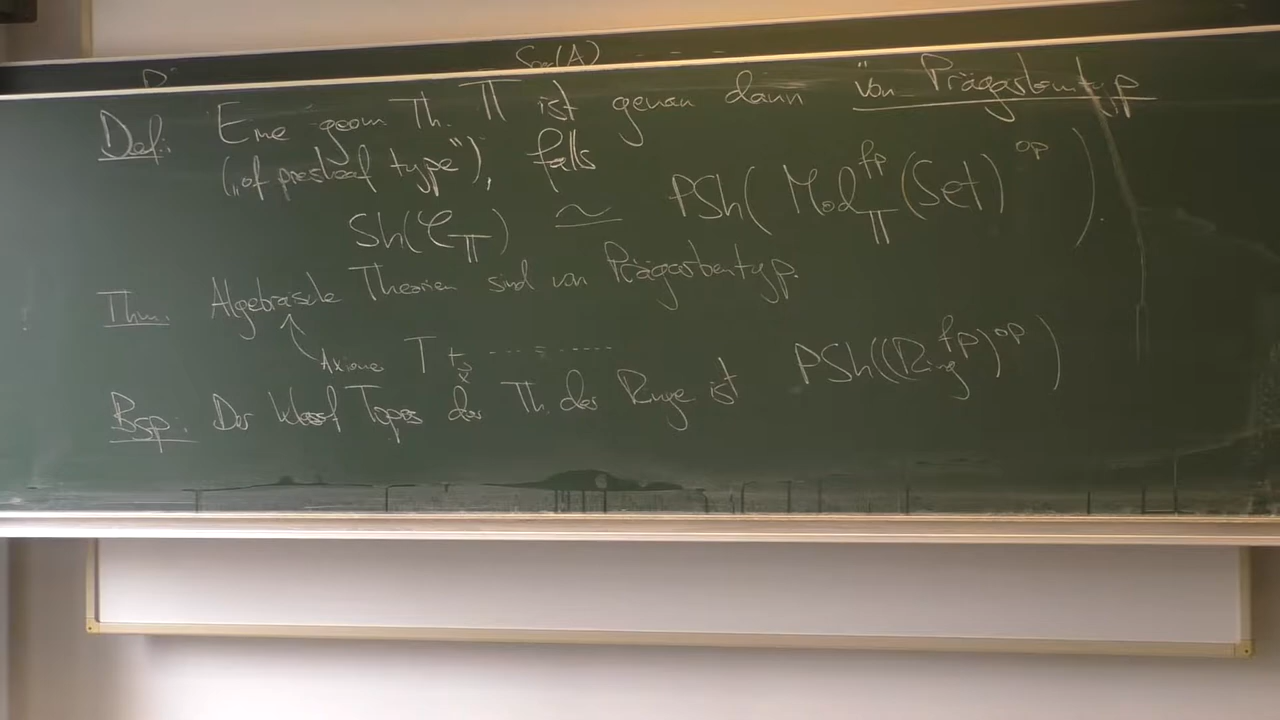 Def.: Eine geom. Th. 𝕋 ist genau dann "von Prägarbentyp
("of presheaf type"), falls
Sh(𝒞_𝕋) ≃ PSh(Mod_𝕋^fp(Set)^op).
Thm. Algebraische Theorien sind von Prägarbentyp.
Axiome ⊤ ⊢_x⃗ ... = ...
Bsp.: Der klassif Topos der Th. der Ringe ist PSh((Ring^fp)^op)